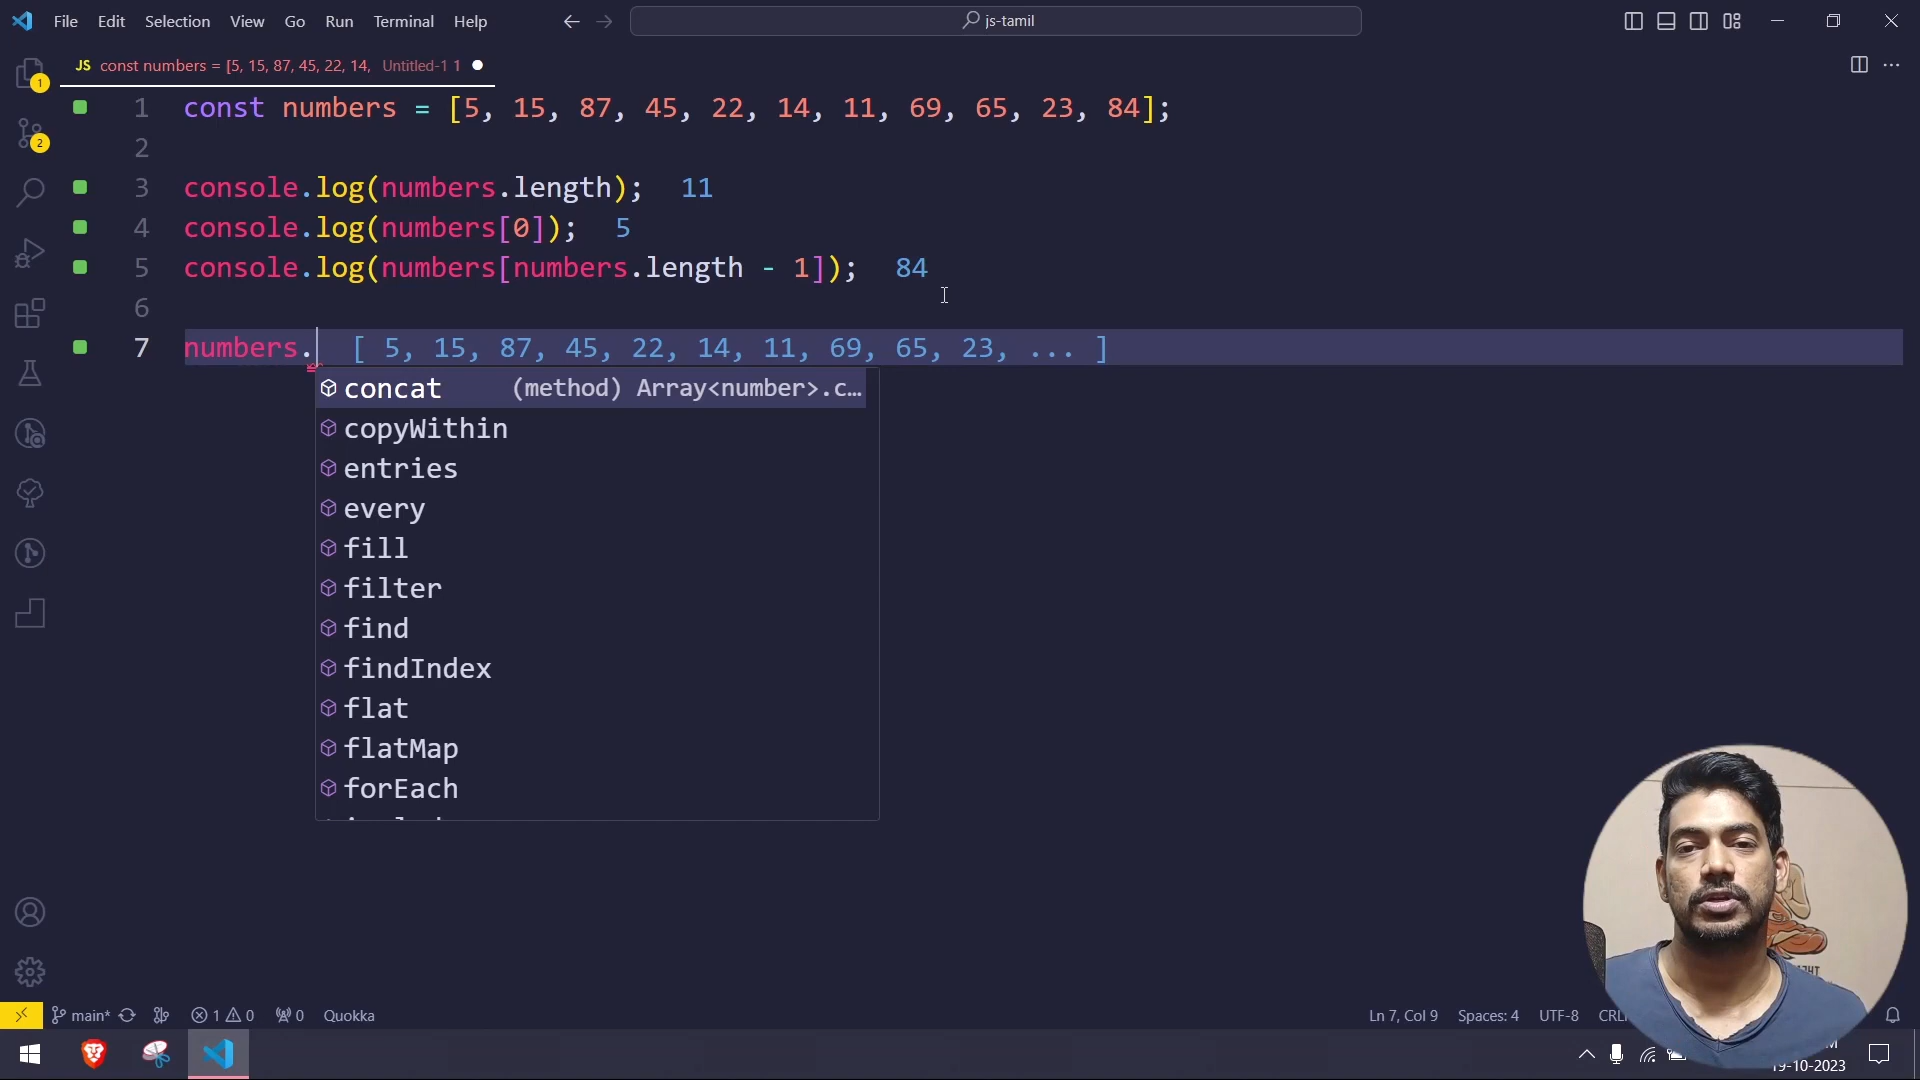 File Edit Selection View Go Run Terminal Help
js-tamil
JS const numbers = [5, 15, 87, 45, 22, 14, Untitled-1 1
1
2
1 const numbers = [5, 15, 87, 45, 22, 14, 11, 69, 65, 23, 84];
2
3 console.log(numbers.length); 11
4 console.log(numbers[0]); 5
5 console.log(numbers[numbers.length - 1]); 84
6
7 numbers. [ 5, 15, 87, 45, 22, 14, 11, 69, 65, 23, ... ]
concat (method) Array<number>.c…
copyWithin
entries
every
fill
filter
find
findIndex
flat
flatMap
forEach
main* 1 0 0 Quokka
Ln 7, Col 9 Spaces: 4 UTF-8
19-10-2023